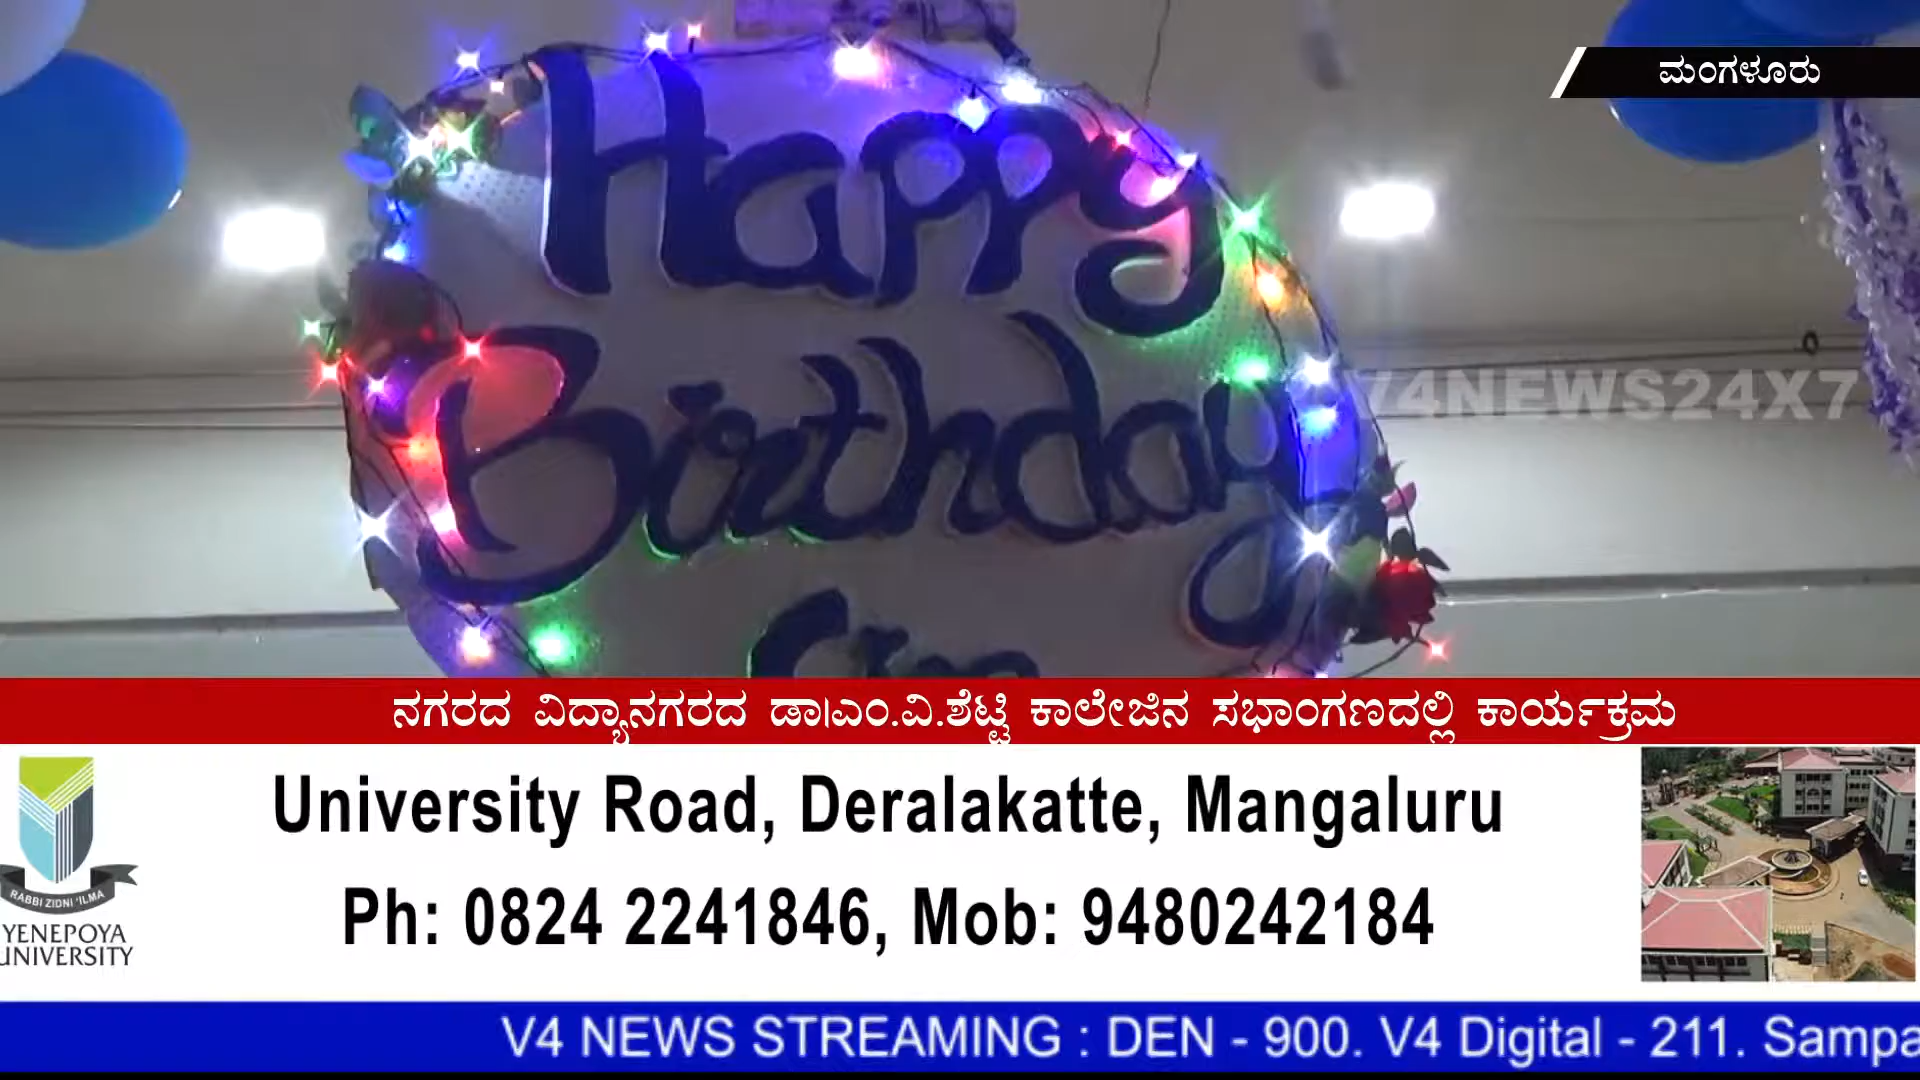 ಮಂಗಳೂರು
Happy
Birthday
V4NEWS24X7
ನಗರದ ವಿದ್ಯಾನಗರದ ಡಾ|ಎಂ.ವಿ.ಶೆಟ್ಟಿ ಕಾಲೇಜಿನ ಸಭಾಂಗಣದಲ್ಲಿ ಕಾರ್ಯಕ್ರಮ
University Road, Deralakatte, Mangaluru
Ph: 0824 2241846, Mob: 9480242184
RABBI ZIDNI 'ILMA
YENEPOYA
UNIVERSITY
V4 NEWS STREAMING : DEN - 900. V4 Digital - 211. Sampa